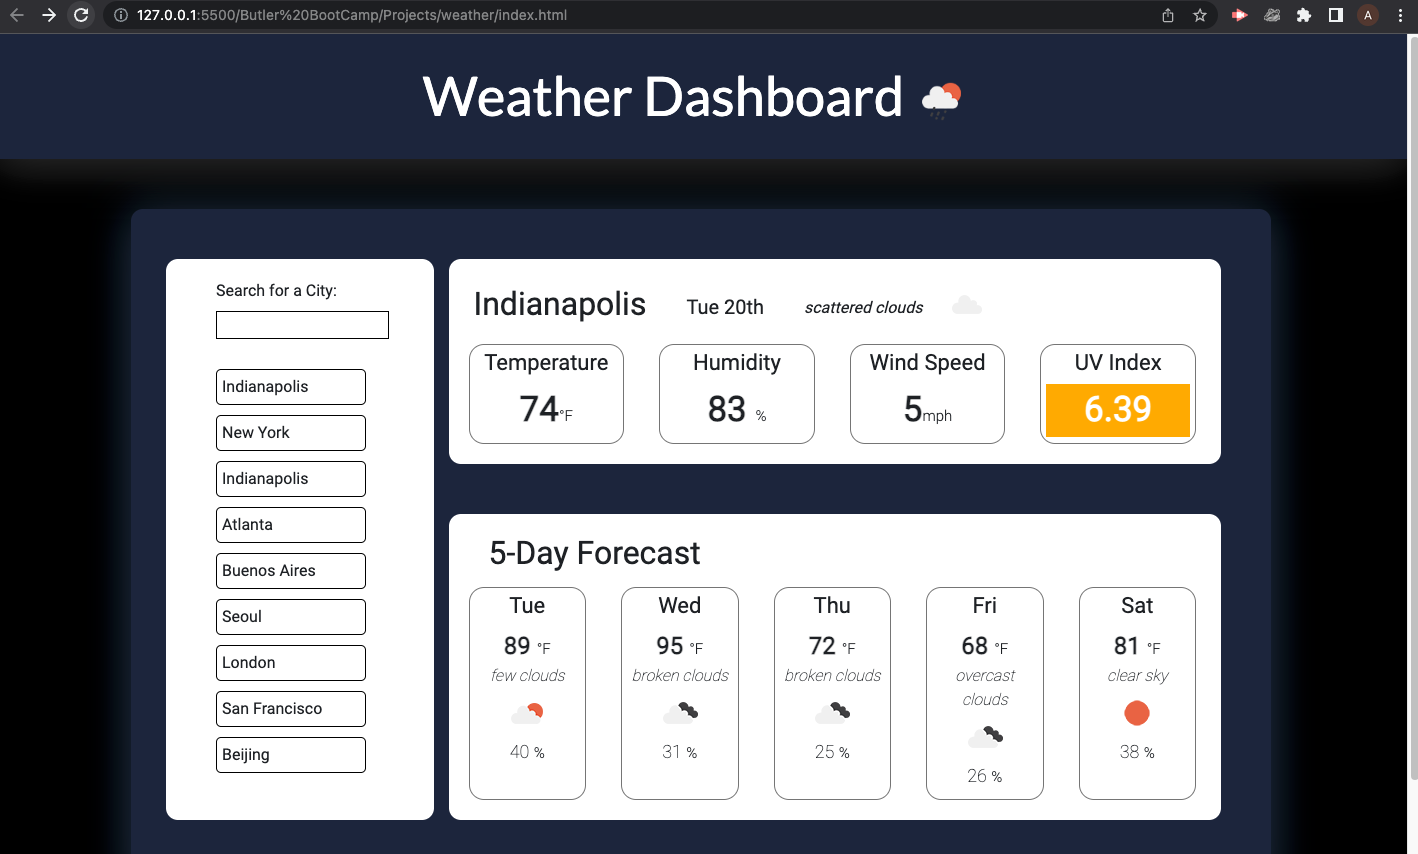 127.0.0.1:5500/Butler%20BootCamp/Projects/weather/index.html
A
Weather Dashboard
Search for a City:
Indianapolis
New York
Indianapolis
Atlanta
Buenos Aires
Seoul
London
San Francisco
Beijing
Indianapolis Tue 20th scattered clouds
Temperature Humidity Wind Speed UV Index
74°F 83 % 5mph 6.39
5-Day Forecast
Tue Wed Thu Fri Sat
89 °F 95 °F 72 °F 68 °F 81 °F
few clouds broken clouds broken clouds overcast clear sky
clouds
40 % 31 % 25 % 38 %
26 %